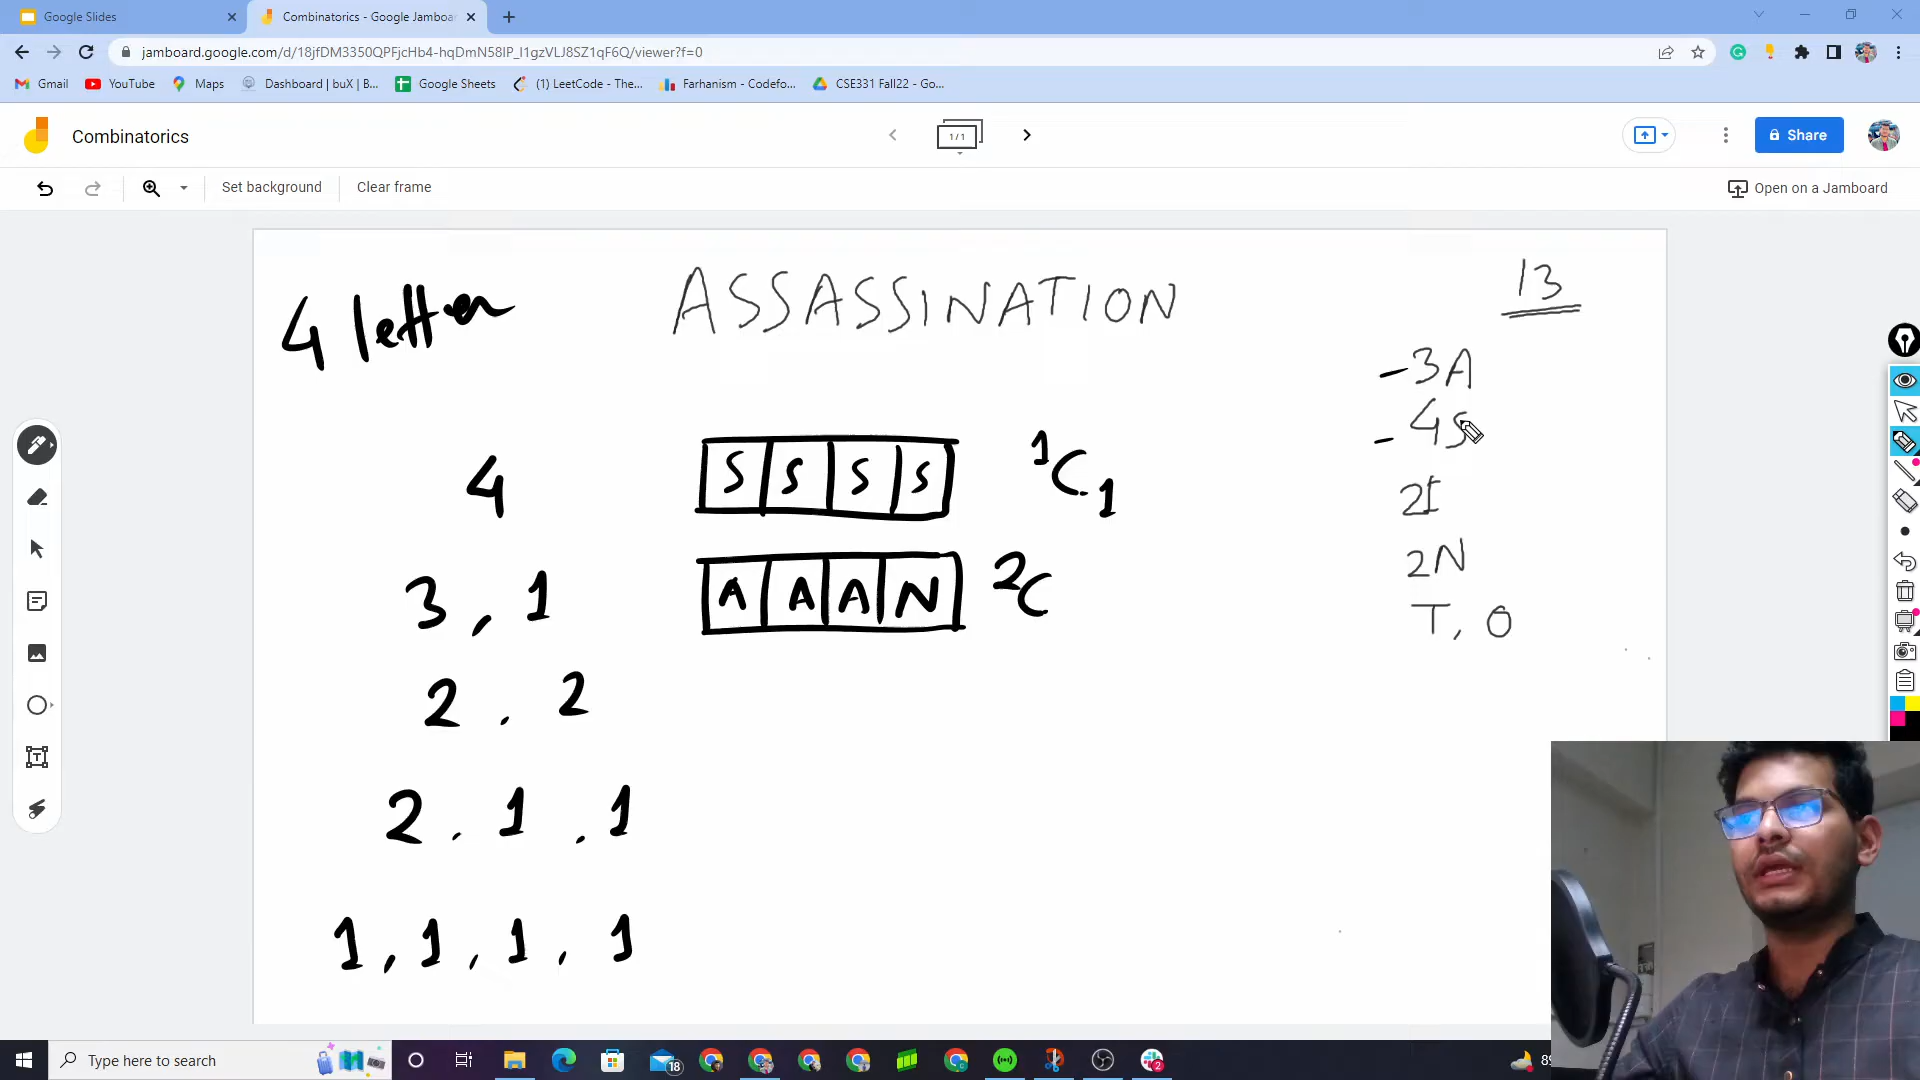 Google Slides
Combinatorics - Google Jamboa
jamboard.google.com/d/18jfDM3350QPFjcHb4-hqDmN58IP_I1gzVLJ8SZ1qF6Q/viewer?f=0
Gmail YouTube Maps Dashboard | buX | B... Google Sheets (1) LeetCode - The... Farhanism - Codefo... CSE331 Fall22 - Go...
Combinatorics
1 / 1
Share
Set background Clear frame
Open on a Jamboard
4 letter
ASSASSINATION
13
-3A
-4S
2I
2N
T, O
4
S S S S
1C1
3, 1
A A A N
2C
2 . 2
2 . 1 . 1
1, 1, 1, 1
Type here to search
18
2